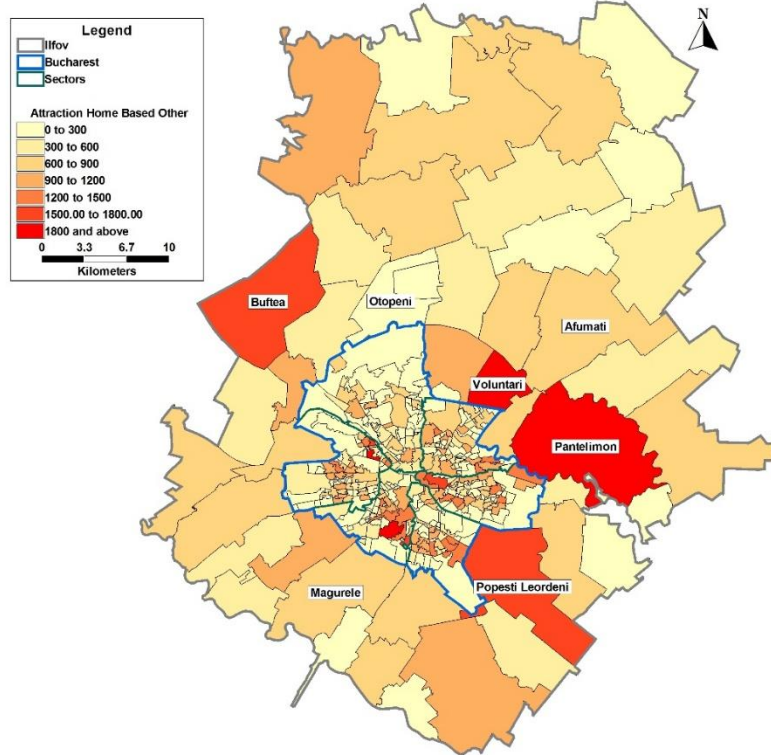 Legend
Ilfov
Bucharest
Sectors
Attraction Home Based Other
0 to 300
300 to 600
600 to 900
900 to 1200
1200 to 1500
1500.00 to 1800.00
1800 and above
0 3.3 6.7 10
Kilometers
N
Buftea
Otopeni
Afumati
Voluntari
Pantelimon
Popesti Leordeni
Magurele